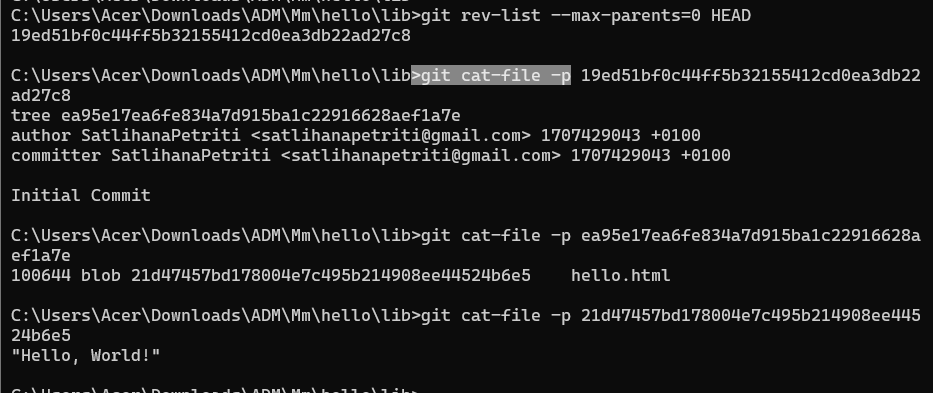 C:\Users\Acer\Downloads\ADM\Mm\hello\lib>git rev-list --max-parents=0 HEAD
19ed51bf0c44ff5b32155412cd0ea3db22ad27c8
C:\Users\Acer\Downloads\ADM\Mm\hello\lib>git cat-file -p 19ed51bf0c44ff5b32155412cd0ea3db22
ad27c8
tree ea95e17ea6fe834a7d915ba1c22916628aef1a7e
author SatlihanaPetriti <satlihanapetriti@gmail.com> 1707429043 +0100
committer SatlihanaPetriti <satlihanapetriti@gmail.com> 1707429043 +0100
Initial Commit
C:\Users\Acer\Downloads\ADM\Mm\hello\lib>git cat-file -p ea95e17ea6fe834a7d915ba1c22916628a
ef1a7e
100644 blob 21d47457bd178004e7c495b214908ee44524b6e5    hello.html
C:\Users\Acer\Downloads\ADM\Mm\hello\lib>git cat-file -p 21d47457bd178004e7c495b214908ee445
24b6e5
"Hello, World!"
C:\Users\Acer\Downloads\ADM\Mm\hello\lib>